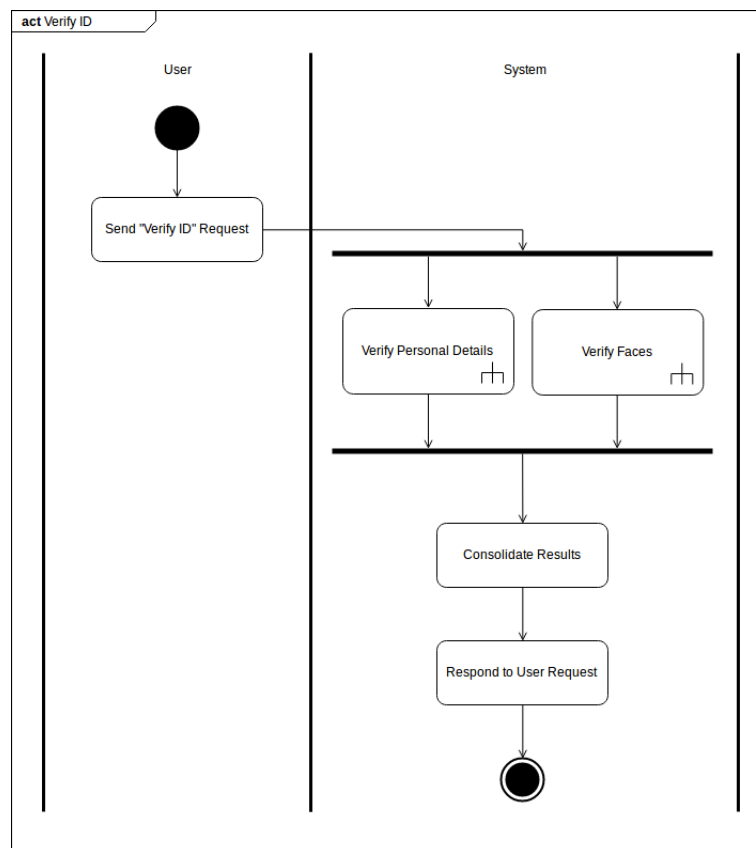 act Verify ID
User
System
Send "Verify ID" Request
Verify Personal Details
Verify Faces
Consolidate Results
Respond to User Request